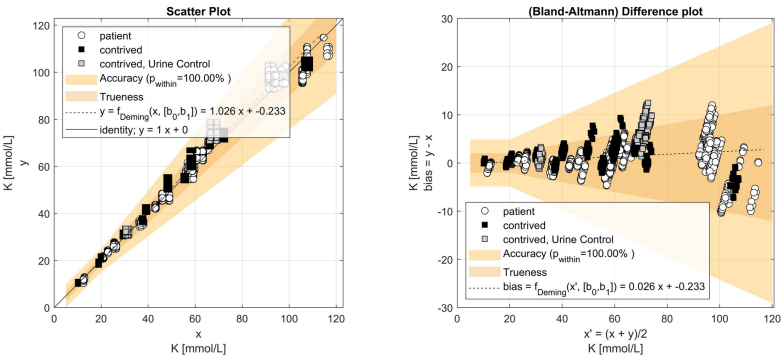 Scatter Plot
K [mmol/L]
y
120
100
80
60
40
20
0
patient
contrived
contrived, Urine Control
Accuracy (p_within=100.00% )
Trueness
y = f_Deming(x, [b_0,b_1]) = 1.026 x + -0.233
identity; y = 1 x + 0
0 20 40 60 80 100 120
x
K [mmol/L]
(Bland-Altmann) Difference plot
K [mmol/L]
bias = y - x
30
20
10
0
-10
-20
-30
patient
contrived
contrived, Urine Control
Accuracy (p_within=100.00% )
Trueness
bias = f_Deming(x', [b_0,b_1]) = 0.026 x + -0.233
0 20 40 60 80 100 120
x' = (x + y)/2
K [mmol/L]